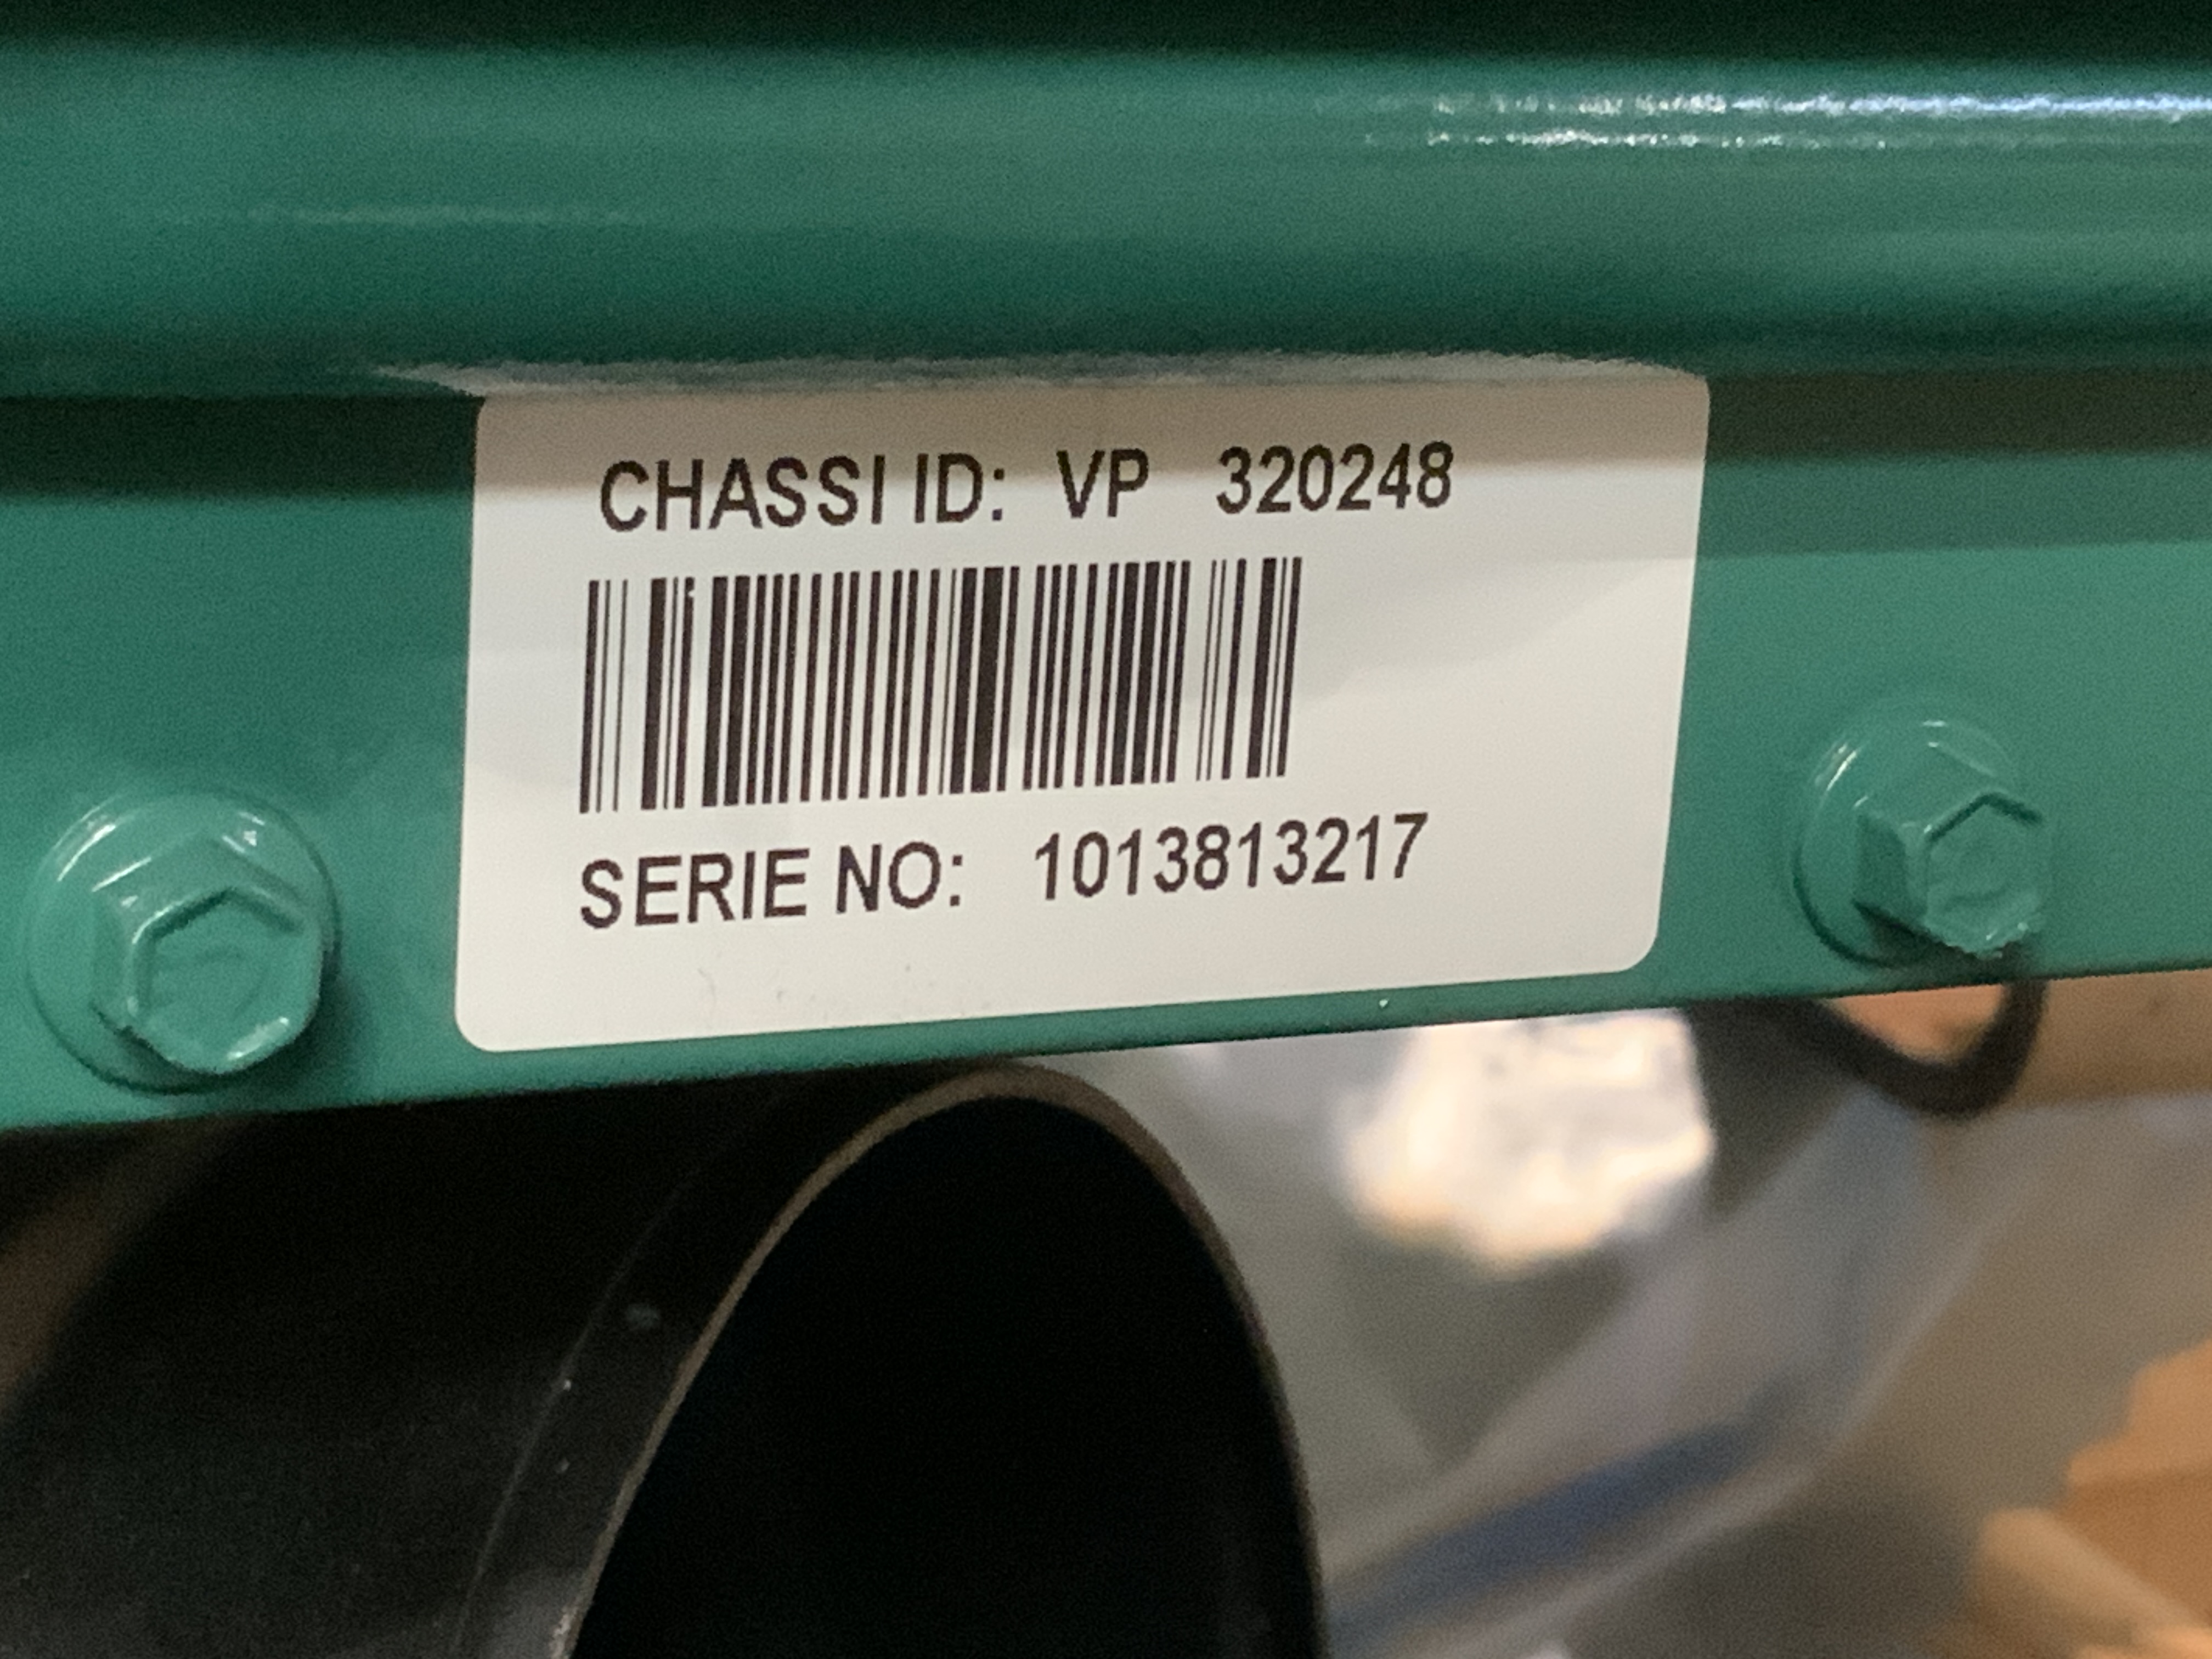 CHASSI ID: VP 320248
SERIE NO: 1013813217